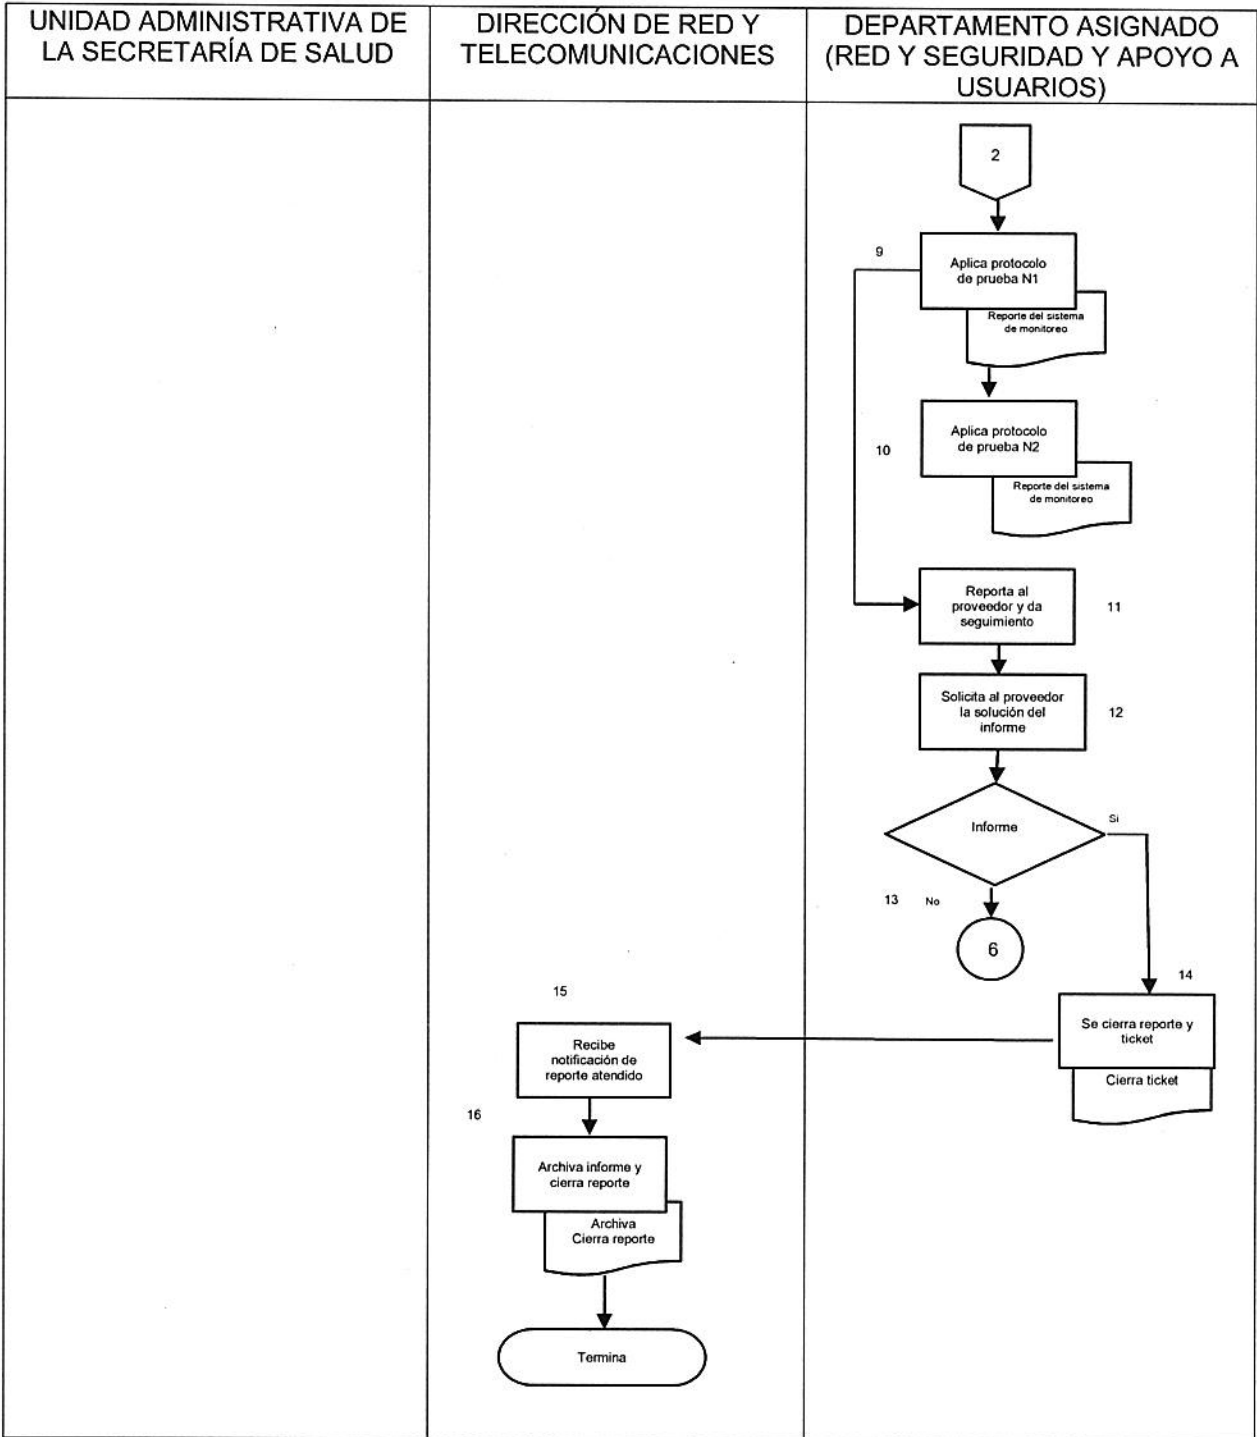 UNIDAD ADMINISTRATIVA DE
LA SECRETARÍA DE SALUD
DIRECCIÓN DE RED Y
TELECOMUNICACIONES
DEPARTAMENTO ASIGNADO
(RED Y SEGURIDAD Y APOYO A
USUARIOS)
2
9
Aplica protocolo
de prueba N1
Reporte del sistema
de monitoreo
10
Aplica protocolo
de prueba N2
Reporte del sistema
de monitoreo
Reporta al
proveedor y da
seguimiento
11
Solicita al proveedor
la solución del
informe
12
Informe
Si
13
No
6
14
Se cierra reporte y
ticket
Cierra ticket
15
Recibe
notificación de
reporte atendido
16
Archiva informe y
cierra reporte
Archiva
Cierra reporte
Termina